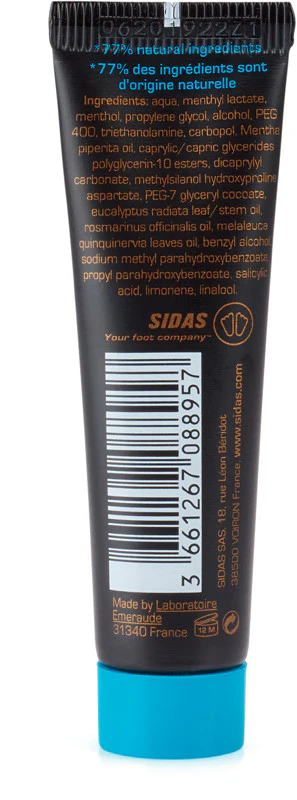 *77% natural ingredients
*77% des ingrédients sont
d'origine naturelle
Ingredients: aqua, menthyl lactate,
menthol, propylene glycol, alcohol, PEG
400, triethanolamine, carbopol, Mentha
piperita oil, caprylic/capric glycerides
polyglycerin-10 esters, dicaprylyl
carbonate, methylsilanol hydroxyproline
aspartate, PEG-7 glyceryl cocoate,
eucalyptus radiata leaf/stem oil,
rosmarinus officinalis oil, melaleuca
quinquinervia leaves oil, benzyl alcohol,
sodium methyl parahydroxybenzoate,
propyl parahydroxybenzoate, salicylic
acid, limonene, linalool.
SIDAS
Your foot company™
3 661267 088957
SIDAS SAS, 18, rue Léon Béridot
38500 VOIRON France, www.sidas.com
Made by Laboratoire
Emeraude
31340 France
12 M